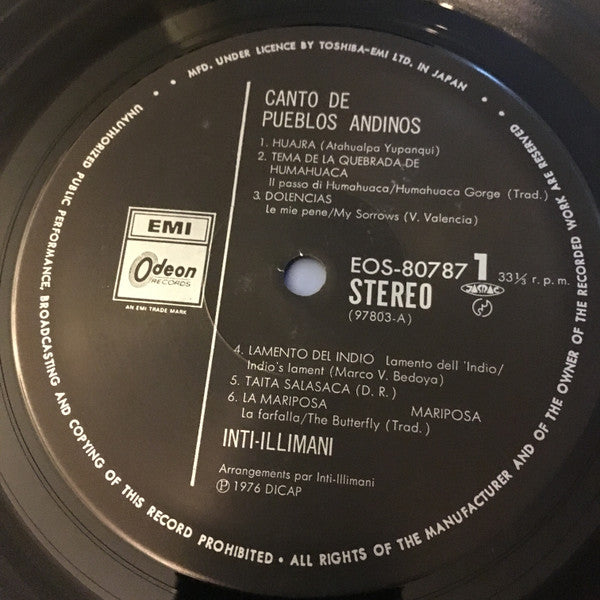 MFD. UNDER LICENCE BY TOSHIBA-EMI LTD. IN JAPAN •
UNAUTHORIZED PUBLIC PERFORMANCE, BROADCASTING AND COPYING OF THIS RECORD PROHIBITED • ALL RIGHTS OF THE MANUFACTURER AND OF THE OWNER OF THE RECORDED WORK ARE RESERVED
CANTO DE
PUEBLOS ANDINOS
1. HUAJRA (Atahualpa Yupanqui)
2. TEMA DE LA QUEBRADA DE
HUMAHUACA
Il passo di Humahuaca/Humahuaca Gorge (Trad.)
3. DOLENCIAS
Le mie pene/My Sorrows (V. Valencia)
EMI
Odeon
RECORDS
AN EMI TRADE MARK
EOS-80787 1 33⅓ r.p.m.
STEREO
JASRAC
(97803-A)
4. LAMENTO DEL INDIO Lamento dell 'Indio/
Indio's lament (Marco V. Bedoya)
5. TAITA SALASACA (D. R.)
6. LA MARIPOSA MARIPOSA
La farfalla/The Butterfly (Trad.)
INTI-ILLIMANI
Arrangements par Inti-Illimani
Ⓟ 1976 DICAP